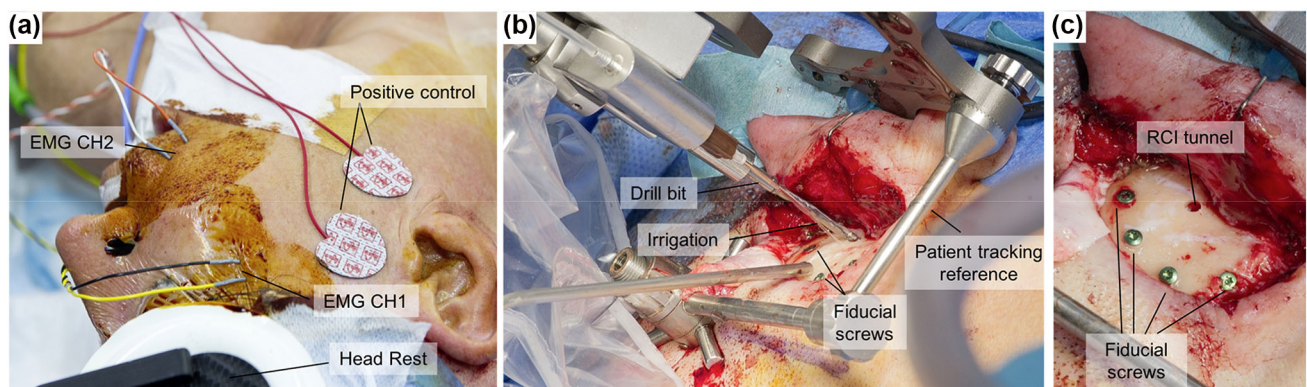 (a)
Positive control
EMG CH2
EMG CH1
Head Rest
(b)
Drill bit
Irrigation
Patient tracking
reference
Fiducial
screws
(c)
RCI tunnel
Fiducial
screws